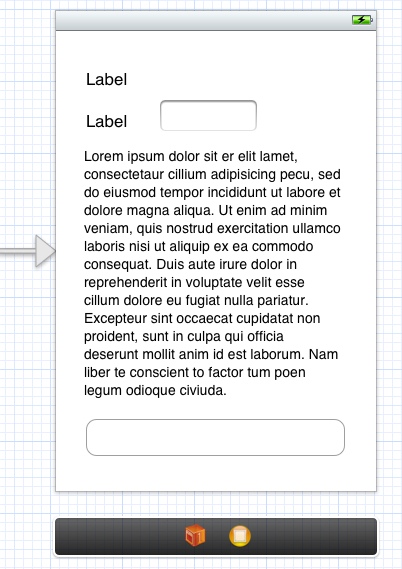 Label
Label
Lorem ipsum dolor sit er elit lamet,
consectetaur cillium adipisicing pecu, sed
do eiusmod tempor incididunt ut labore et
dolore magna aliqua. Ut enim ad minim
veniam, quis nostrud exercitation ullamco
laboris nisi ut aliquip ex ea commodo
consequat. Duis aute irure dolor in
reprehenderit in voluptate velit esse
cillum dolore eu fugiat nulla pariatur.
Excepteur sint occaecat cupidatat non
proident, sunt in culpa qui officia
deserunt mollit anim id est laborum. Nam
liber te conscient to factor tum poen
legum odioque civiuda.